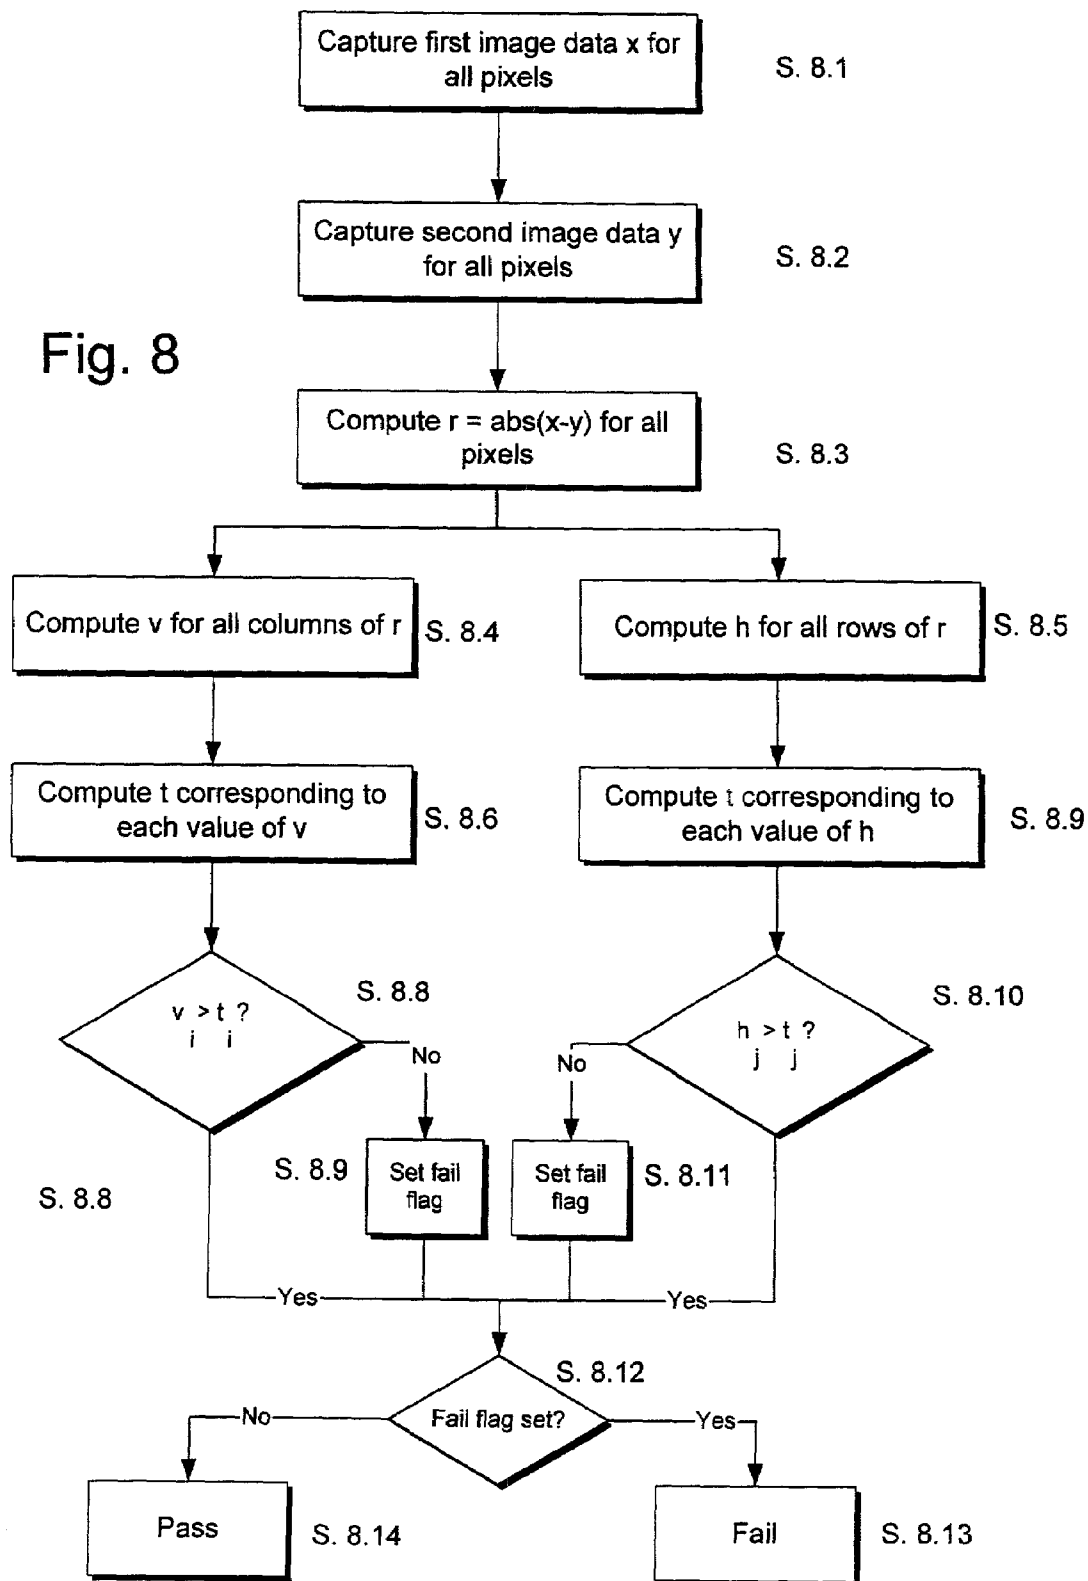 Capture first image data x for
all pixels
S. 8.1
Capture second image data y
for all pixels
S. 8.2
Fig. 8
Compute r = abs(x-y) for all
pixels
S. 8.3
Compute v for all columns of r
S. 8.4
Compute h for all rows of r
S. 8.5
Compute t corresponding to
each value of v
S. 8.6
Compute t corresponding to
each value of h
S. 8.9
v > t ?
i i
S. 8.8
No
h > t ?
j j
S. 8.10
No
S. 8.8
S. 8.9
Set fail
flag
Set fail
flag
S. 8.11
Yes
Yes
S. 8.12
Fail flag set?
No
Yes
Pass
S. 8.14
Fail
S. 8.13